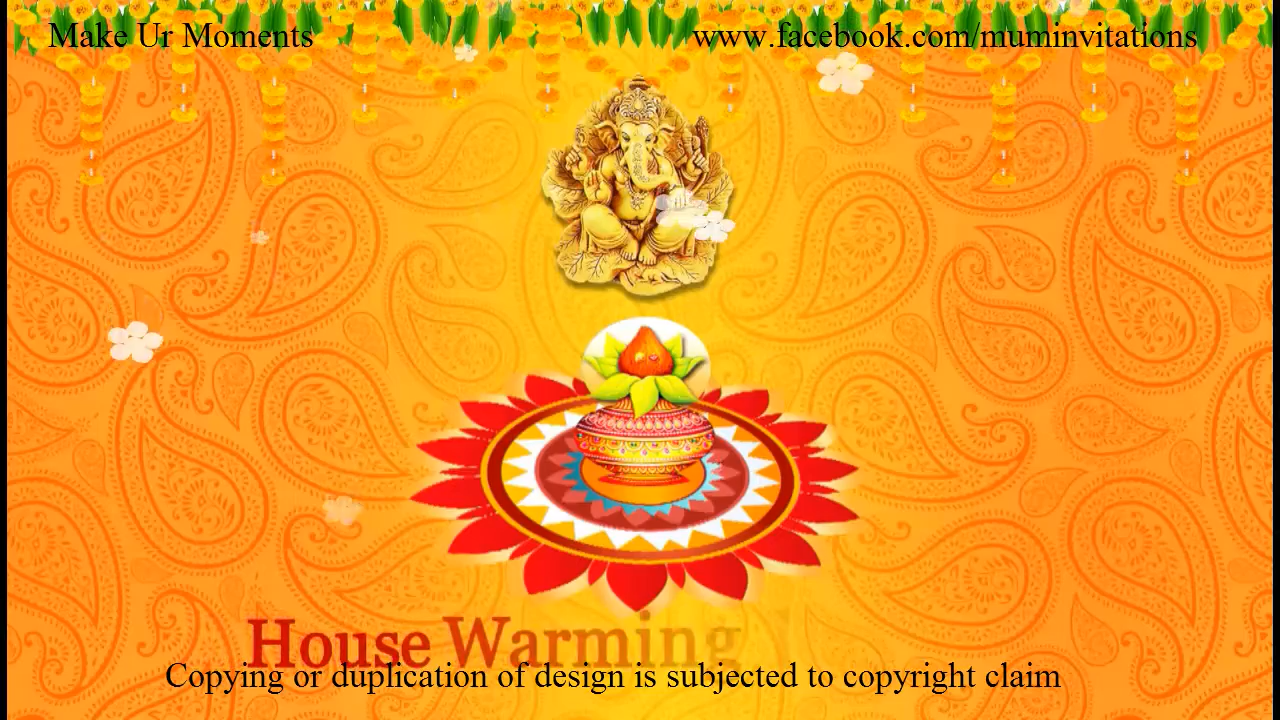 Make Ur Moments www.facebook.com/muminvitations
House Warming
Copying or duplication of design is subjected to copyright claim